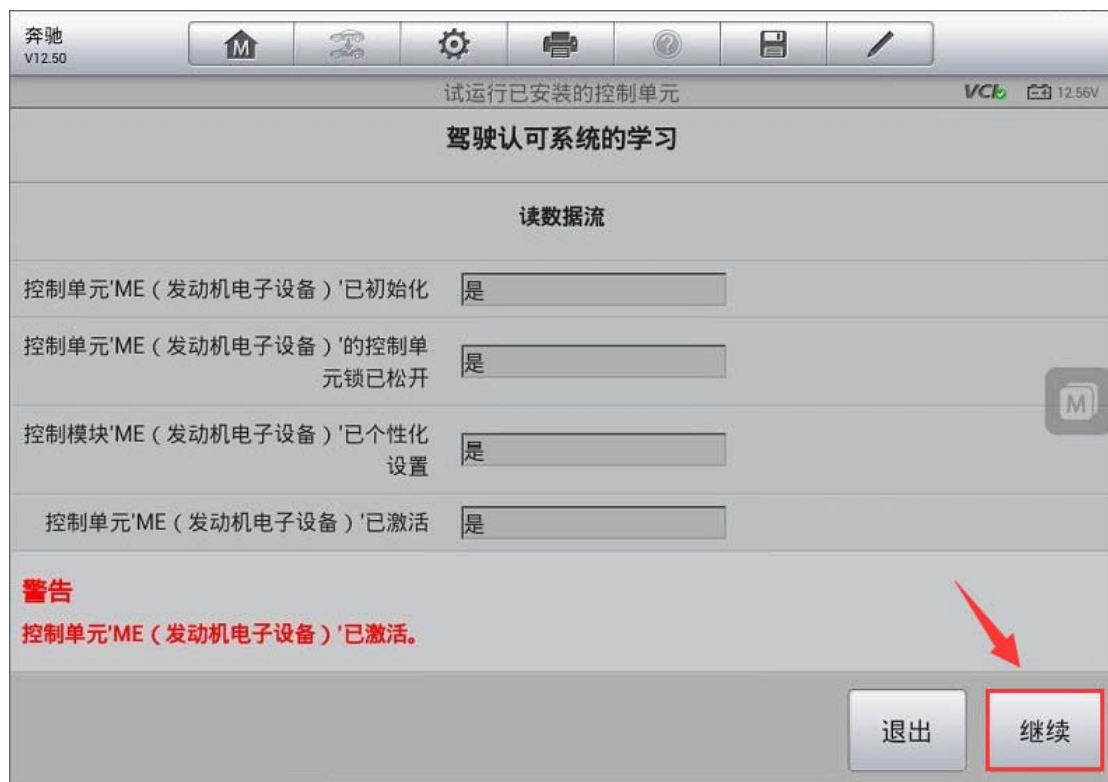 奔驰
V12.50
M
试运行已安装的控制单元
VCI
12.56V
驾驶认可系统的学习
读数据流
控制单元'ME（发动机电子设备）'已初始化
是
控制单元'ME（发动机电子设备）'的控制单
元锁已松开
是
M
控制模块'ME（发动机电子设备）'已个性化
设置
是
控制单元'ME（发动机电子设备）'已激活
是
警告
控制单元'ME（发动机电子设备）'已激活。
退出
继续